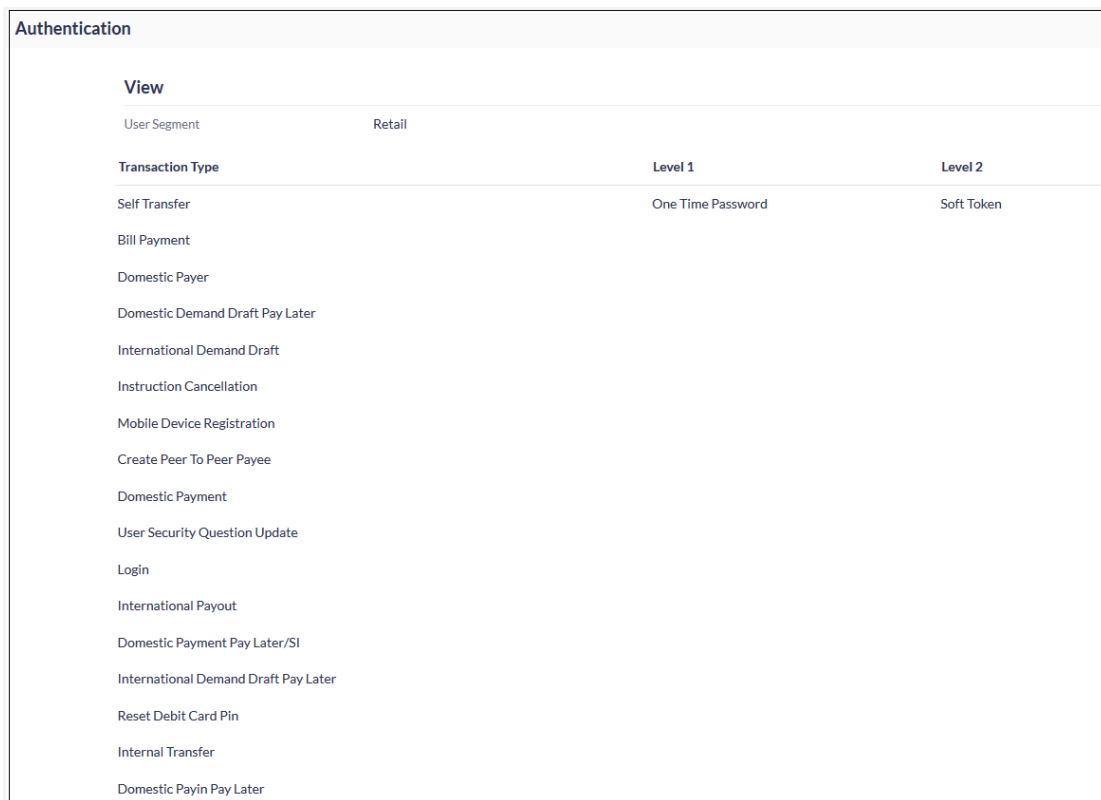 Authentication
View
User Segment Retail
Transaction Type Level 1 Level 2
Self Transfer One Time Password Soft Token
Bill Payment
Domestic Payer
Domestic Demand Draft Pay Later
International Demand Draft
Instruction Cancellation
Mobile Device Registration
Create Peer To Peer Payee
Domestic Payment
User Security Question Update
Login
International Payout
Domestic Payment Pay Later/SI
International Demand Draft Pay Later
Reset Debit Card Pin
Internal Transfer
Domestic Payin Pay Later